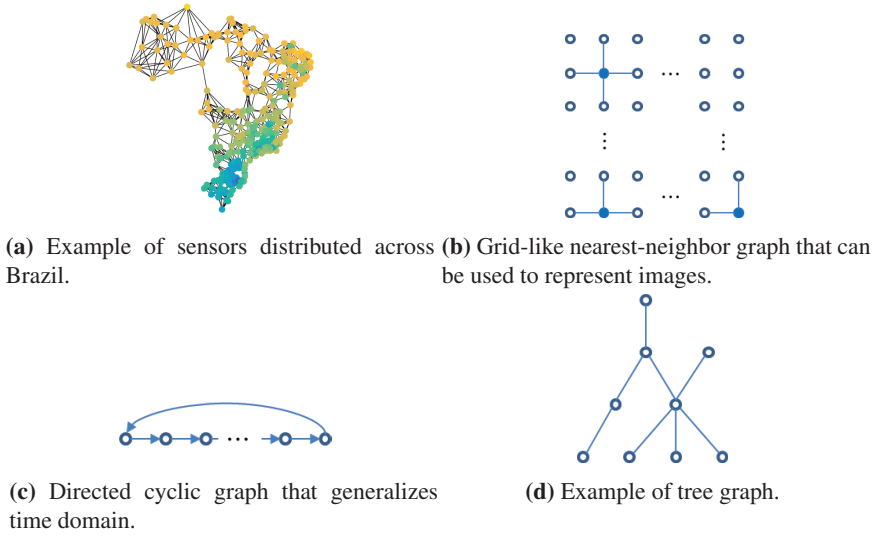 (a) Example of sensors distributed across
Brazil.
(b) Grid-like nearest-neighbor graph that can
be used to represent images.
(c) Directed cyclic graph that generalizes
time domain.
(d) Example of tree graph.